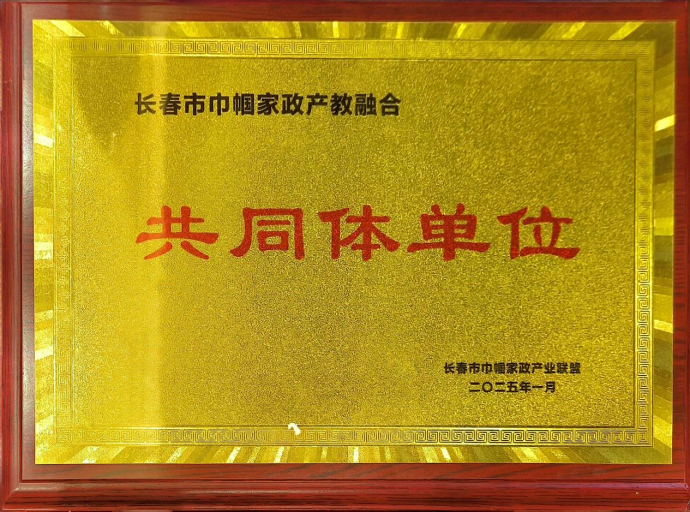 长春市巾帼家政产教融合
共同体单位
长春市巾帼家政产业联盟
二〇二五年一月